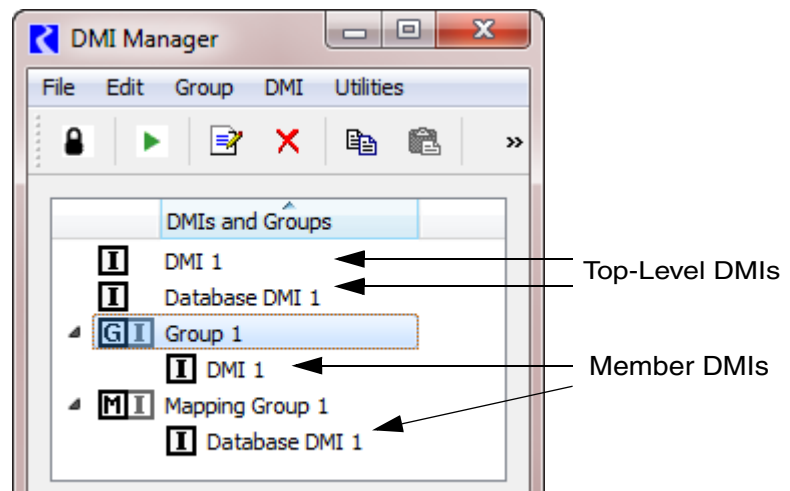 DMI Manager
File Edit Group DMI Utilities
»
DMIs and Groups
I DMI 1
I Database DMI 1
Top-Level DMIs
G I Group 1
I DMI 1
Member DMIs
M I Mapping Group 1
I Database DMI 1